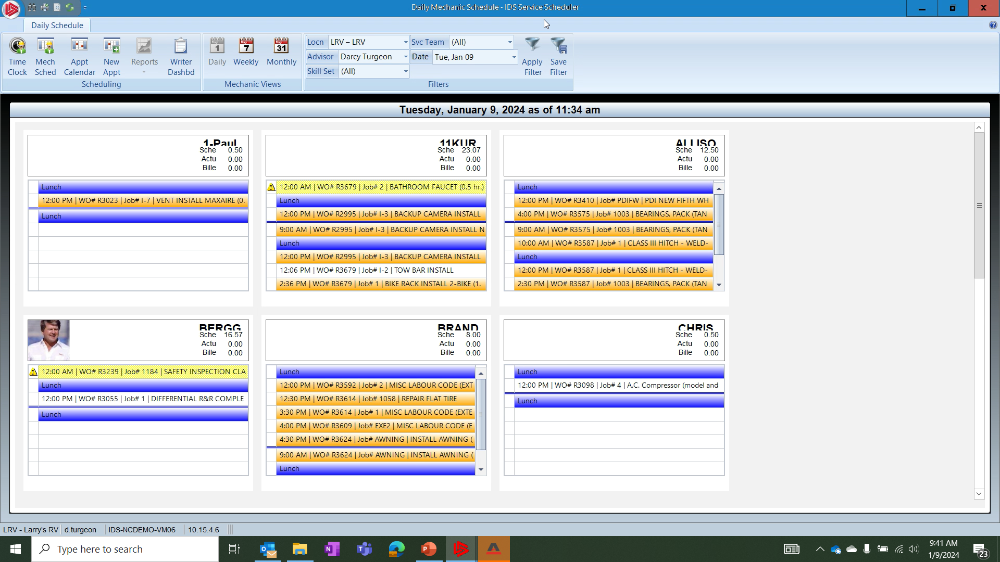 Daily Mechanic Schedule - IDS Service Scheduler
Daily Schedule
Time Clock
Mech Sched
Appt Calendar
New Appt
Reports
Writer Dashbd
Scheduling
1 Daily
Day 7 Weekly
Day 31 Monthly
Mechanic Views
Locn LRV – LRV
Svc Team (All)
Advisor Darcy Turgeon
Date Tue, Jan 09
Skill Set (All)
Apply Filter
Save Filter
Filters
Tuesday, January 9, 2024 as of 11:34 am
1-Paul
Sche 0.50
Actu 0.00
Bille 0.00
Lunch
12:00 PM | WO# R3023 | Job# I-7 | VENT INSTALL MAXAIRE (0.
Lunch
11KUR
Sche 23.07
Actu 0.00
Bille 0.00
12:00 AM | WO# R3679 | Job# 2 | BATHROOM FAUCET (0.5 hr.)
Lunch
12:00 PM | WO# R2995 | Job# I-3 | BACKUP CAMERA INSTALL
9:00 AM | WO# R2995 | Job# I-3 | BACKUP CAMERA INSTALL N
Lunch
12:00 PM | WO# R2995 | Job# I-3 | BACKUP CAMERA INSTALL
12:06 PM | WO# R3679 | Job# I-2 | TOW BAR INSTALL
2:36 PM | WO# R3679 | Job# 1 | BIKE RACK INSTALL 2-BIKE (1.
ALLISO
Sche 12.50
Actu 0.00
Bille 0.00
Lunch
12:00 PM | WO# R3410 | Job# PDIFW | PDI NEW FIFTH WH
4:00 PM | WO# R3575 | Job# 1003 | BEARINGS, PACK (TAN
9:00 AM | WO# R3575 | Job# 1003 | BEARINGS, PACK (TAN
10:00 AM | WO# R3587 | Job# 1 | CLASS III HITCH - WELD-
Lunch
12:00 PM | WO# R3587 | Job# 1 | CLASS III HITCH - WELD-
2:30 PM | WO# R3587 | Job# 1003 | BEARINGS, PACK (TAN
BERGG
Sche 16.57
Actu 0.00
Bille 0.00
12:00 AM | WO# R3239 | Job# 1184 | SAFETY INSPECTION CLA
Lunch
12:00 PM | WO# R3055 | Job# 1 | DIFFERENTIAL R&R COMPLE
Lunch
BRAND
Sche 8.00
Actu 0.00
Bille 0.00
Lunch
12:00 PM | WO# R3592 | Job# 2 | MISC LABOUR CODE (EXT
12:30 PM | WO# R3614 | Job# 1058 | REPAIR FLAT TIRE
3:30 PM | WO# R3614 | Job# 1 | MISC LABOUR CODE (EXTE
4:00 PM | WO# R3609 | Job# EXE2 | MISC LABOUR CODE (E
4:30 PM | WO# R3624 | Job# AWNING | INSTALL AWNING (
9:00 AM | WO# R3624 | Job# AWNING | INSTALL AWNING (
Lunch
CHRIS
Sche 0.50
Actu 0.00
Bille 0.00
Lunch
12:00 PM | WO# R3098 | Job# 4 | A.C. Compressor (model and
Lunch
LRV - Larry's RV d.turgeon IDS-NCDEMO-VM06 10.15.4.6
Type here to search
9:41 AM
1/9/2024
23